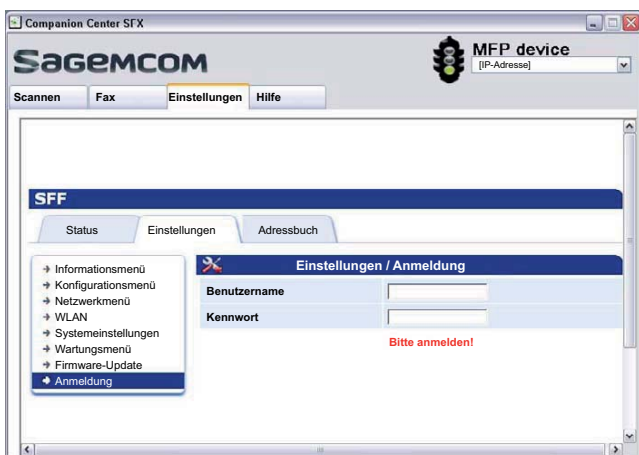 Companion Center SFX
Sagemcom
MFP device
[IP-Adresse]
Scannen Fax Einstellungen Hilfe
SFF
Status Einstellungen Adressbuch
Informationsmenü
Konfigurationsmenü
Netzwerkmenü
WLAN
Systemeinstellungen
Wartungsmenü
Firmware-Update
Anmeldung
Einstellungen / Anmeldung
Benutzername
Kennwort
Bitte anmelden!